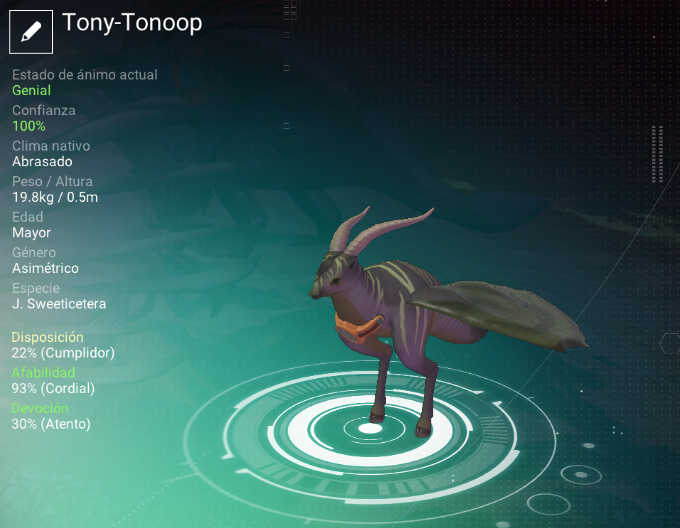 Tony-Tonoop
Estado de ánimo actual
Genial
Confianza
100%
Clima nativo
Abrasado
Peso / Altura
19.8kg / 0.5m
Edad
Mayor
Género
Asimétrico
Especie
J. Sweeticetera
Disposición
22% (Cumplidor)
Afabilidad
93% (Cordial)
Devoción
30% (Atento)